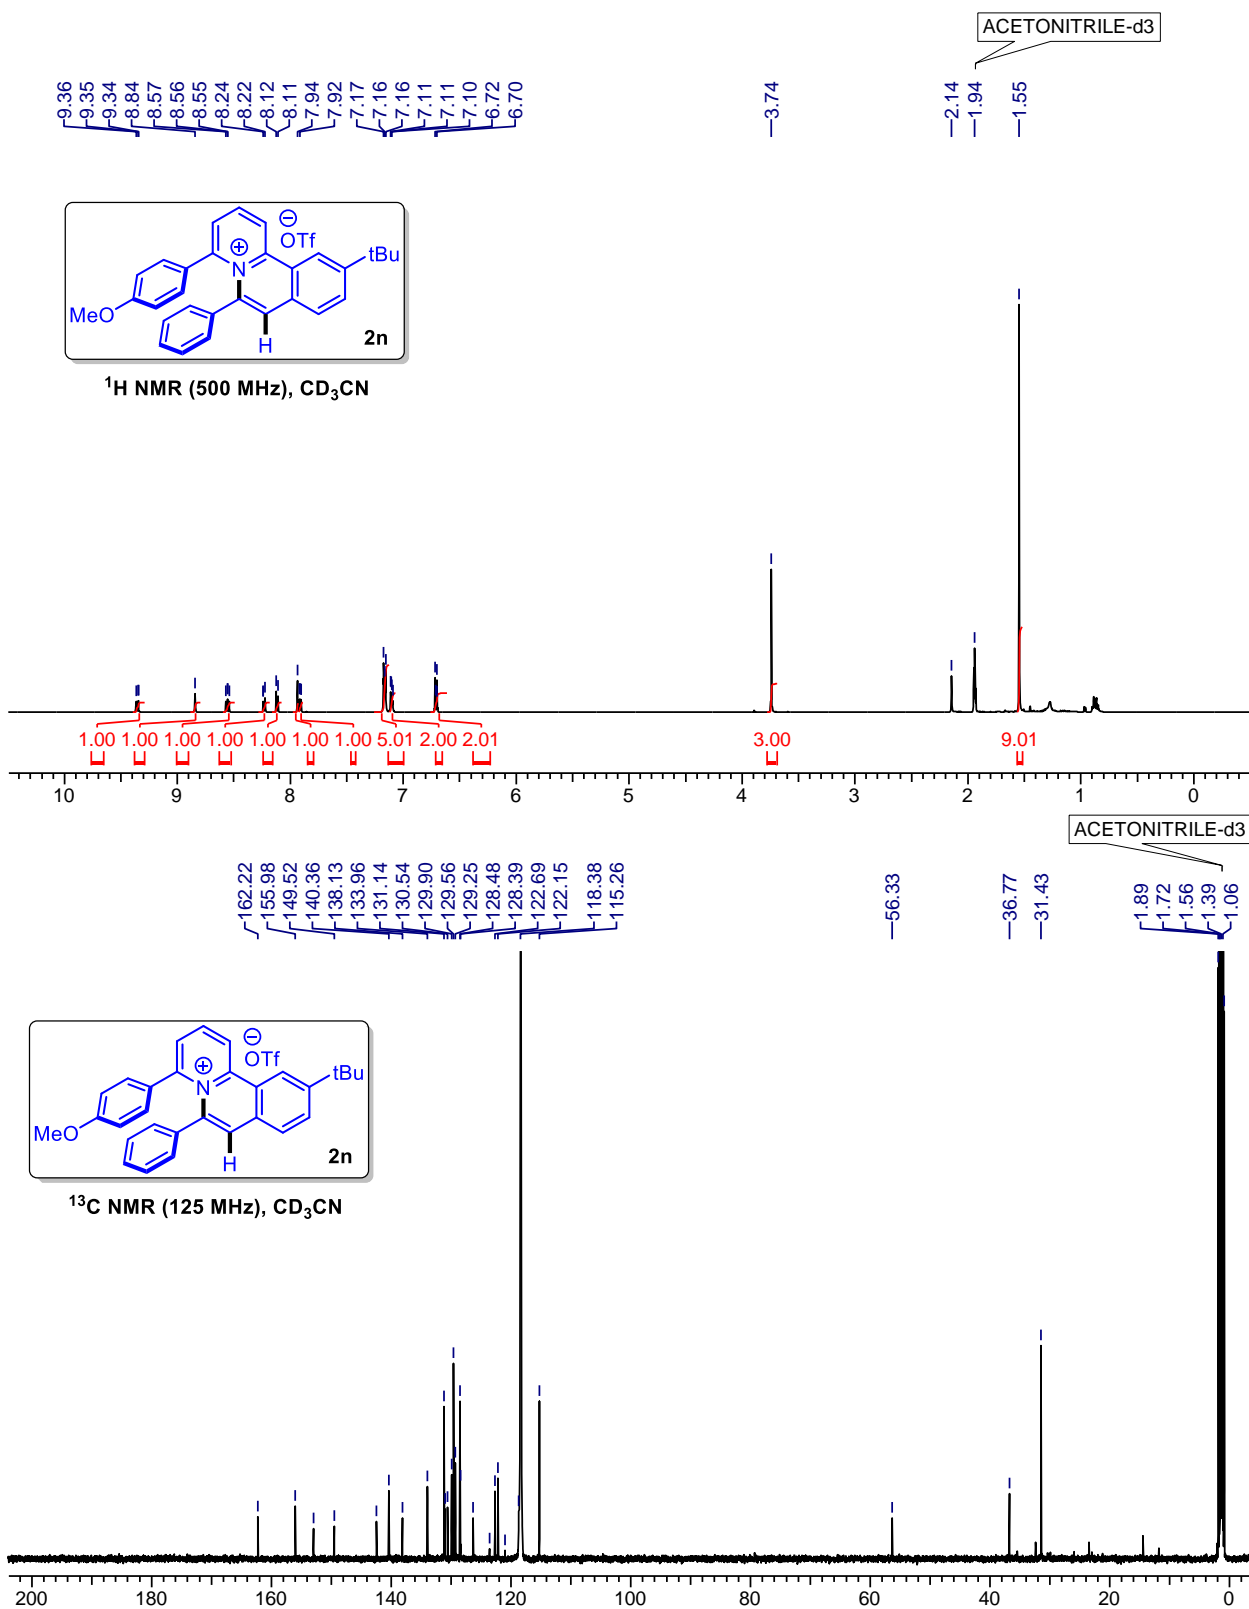 ACETONITRILE-d3
9.36 9.35 9.34 8.84 8.57 8.56 8.55 8.24 8.22 8.12 8.11 7.94 7.92 7.17 7.16 7.16 7.11 7.11 7.10 6.72 6.70 3.74 2.14 1.94 1.55
⊖
OTf
⊕
N
tBu
MeO
H
2n
¹H NMR (500 MHz), CD₃CN
1.00 1.00 1.00 1.00 1.00 1.00 1.00 5.01 2.00 2.01 3.00 9.01
10 9 8 7 6 5 4 3 2 1 0
ACETONITRILE-d3
162.22 155.98 149.52 140.36 138.13 133.96 131.14 130.54 129.90 129.56 129.25 128.48 128.39 122.69 122.15 118.38 115.26 56.33 36.77 31.43 1.89 1.72 1.56 1.39 1.06
⊖
OTf
⊕
N
tBu
MeO
H
2n
¹³C NMR (125 MHz), CD₃CN
200 180 160 140 120 100 80 60 40 20 0